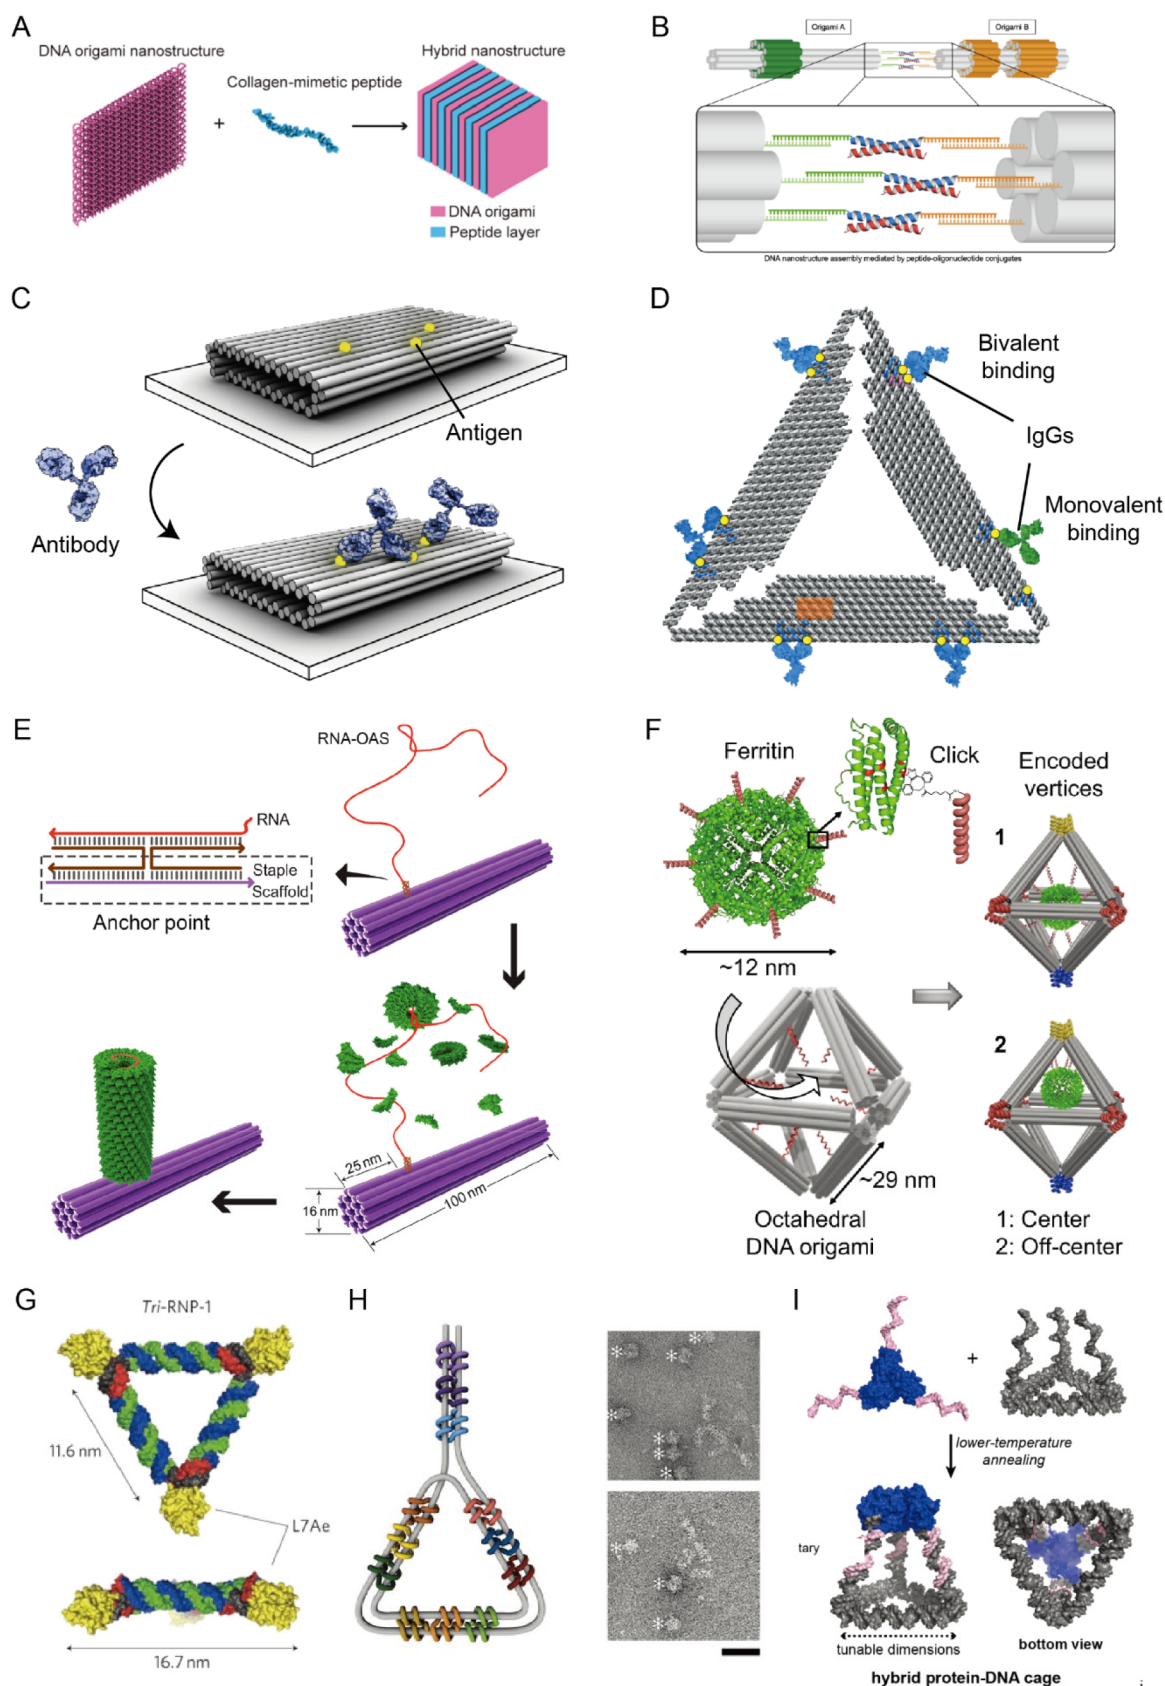 A
DNA origami nanostructure
+
Collagen-mimetic peptide
Hybrid nanostructure
DNA origami
Peptide layer
B
Origami A
Origami B
DNA nanostructure assembly mediated by peptide-oligonucleotide conjugates
C
Antigen
Antibody
D
Bivalent
binding
IgGs
Monovalent
binding
E
RNA-OAS
RNA
Staple
Scaffold
Anchor point
25 nm
100 nm
16 nm
F
Ferritin
Click
Encoded
vertices
1
~12 nm
2
~29 nm
Octahedral
DNA origami
1: Center
2: Off-center
G
Tri-RNP-1
11.6 nm
L7Ae
16.7 nm
H
* * * * * * *
* * * *
I
+
lower-temperature
annealing
tary
tunable dimensions
bottom view
hybrid protein-DNA cage